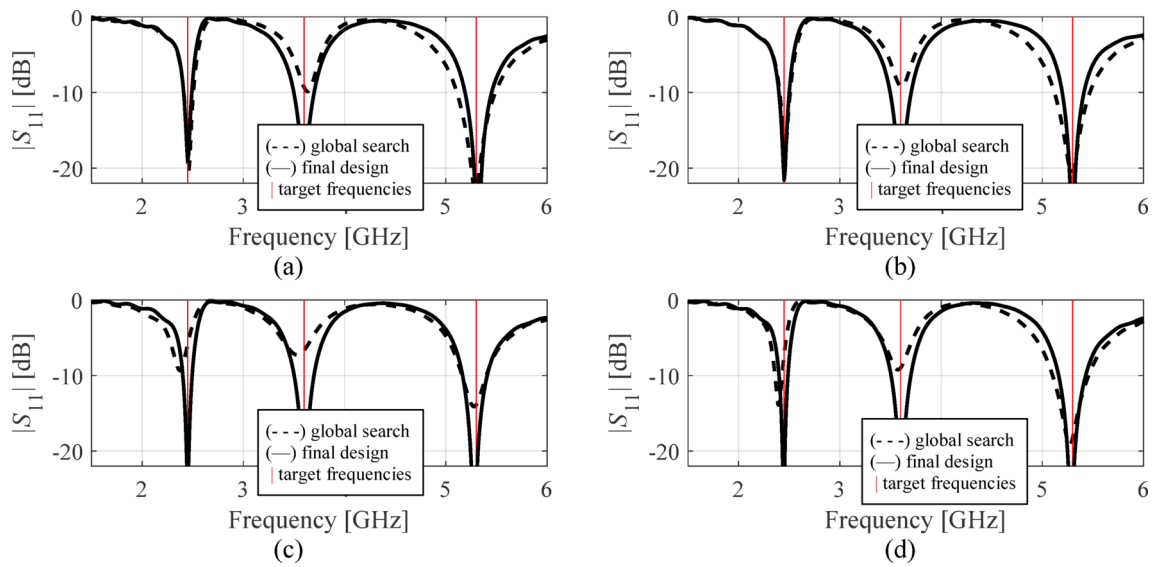 0
-10
-20
|S11| [dB]
(---) global search
(—) final design
| target frequencies
2 3 4 5 6
Frequency [GHz]
(a)
0
-10
-20
|S11| [dB]
(---) global search
(—) final design
| target frequencies
2 3 4 5 6
Frequency [GHz]
(b)
0
-10
-20
|S11| [dB]
(---) global search
(—) final design
| target frequencies
2 3 5 6
Frequency [GHz]
(c)
0
-10
-20
|S11| [dB]
(---) global search
(—) final design
| target frequencies
2 3 5 6
Frequency [GHz]
(d)